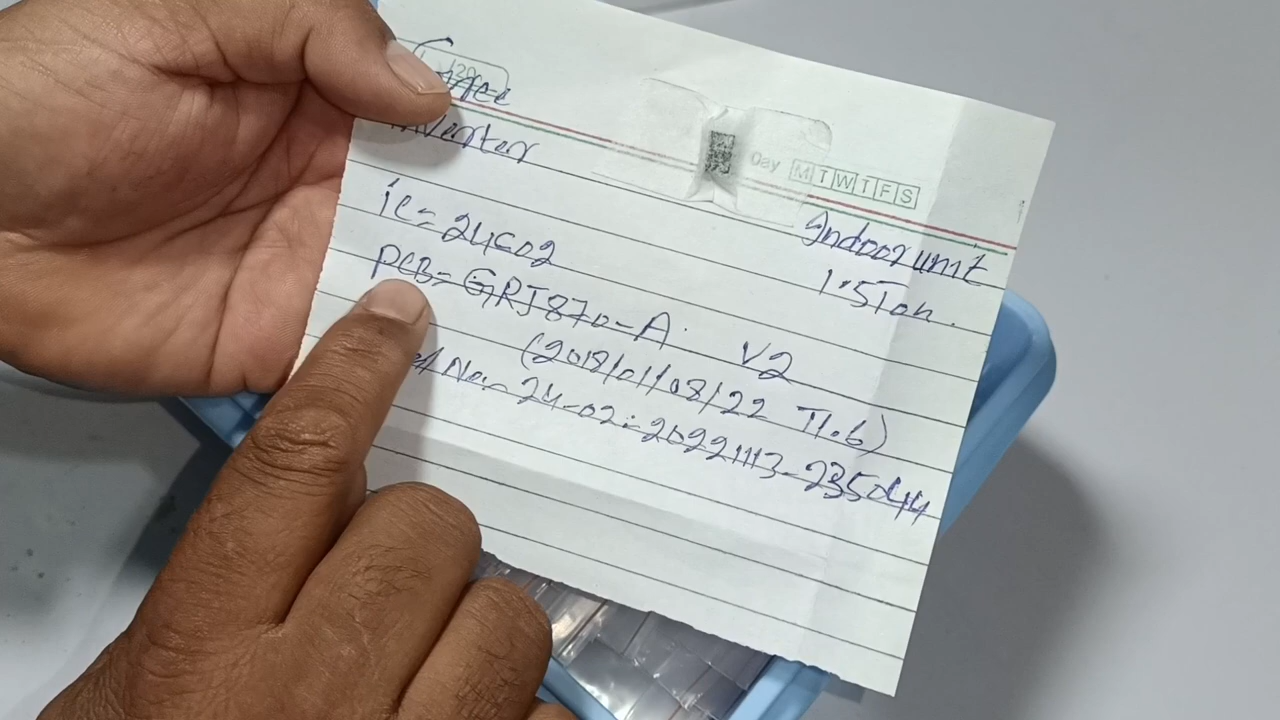 Gree
Inverter
Day M T W T F S
Indoor unit
1.5Ton.
ic= 24C02
PCB= GRJ870-A. V2
(2018/01/08/22 T1.6)
No:- 24-02:-20221113-235044